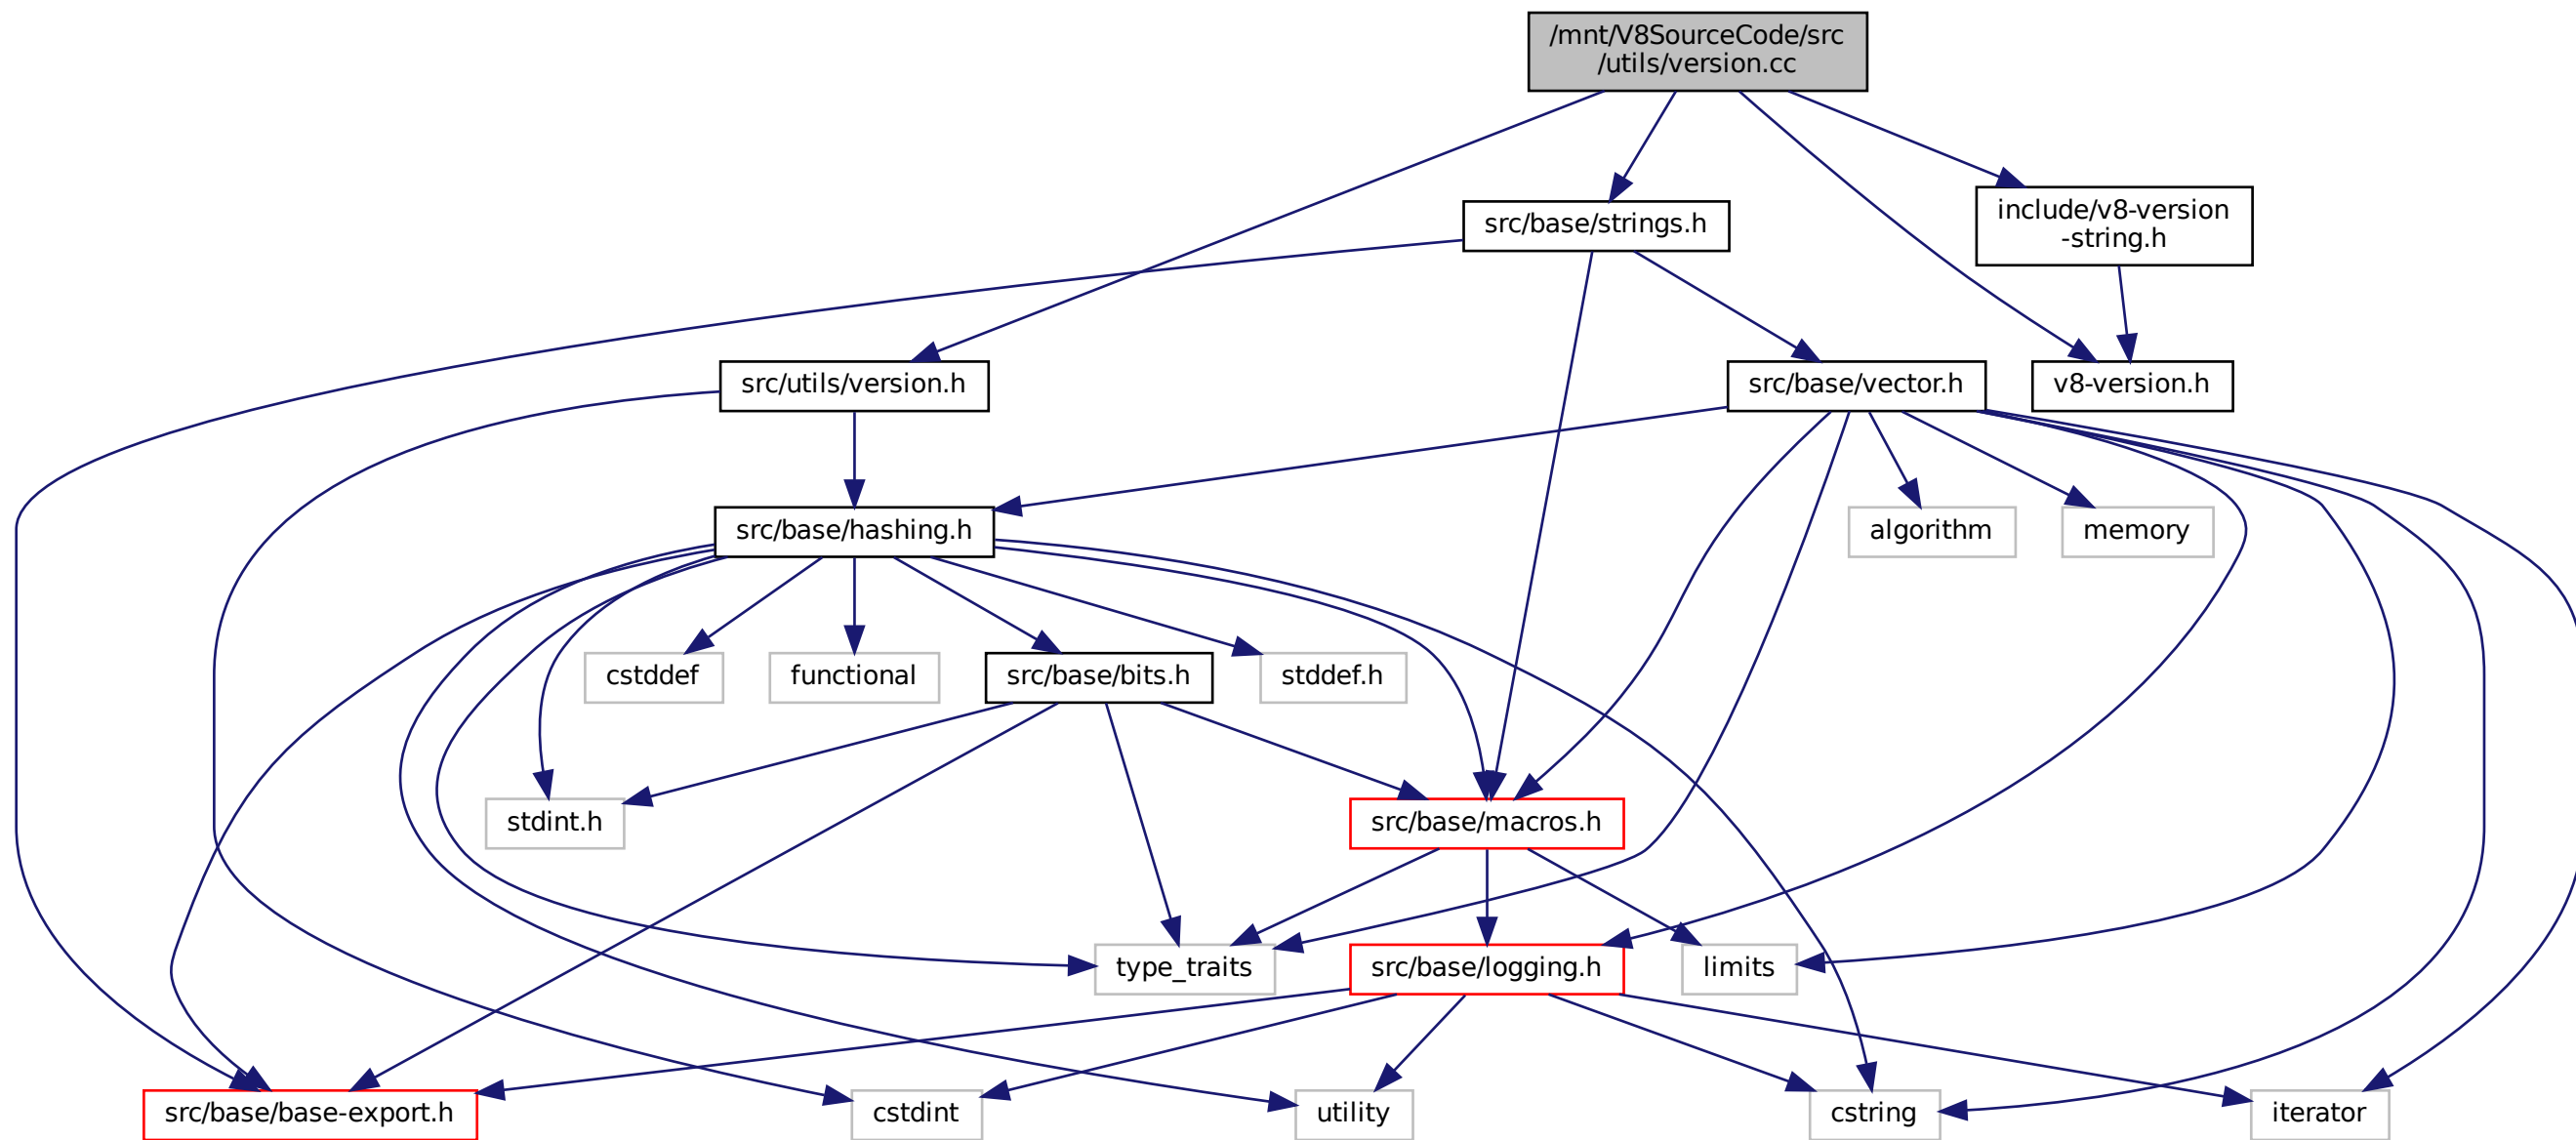 /mnt/V8SourceCode/src
/utils/version.cc
include/v8-version
-string.h
src/base/strings.h
src/utils/version.h
src/base/vector.h
v8-version.h
src/base/hashing.h
algorithm
memory
cstddef
functional
src/base/bits.h
stddef.h
stdint.h
src/base/macros.h
type_traits
src/base/logging.h
limits
src/base/base-export.h
cstdint
utility
cstring
iterator